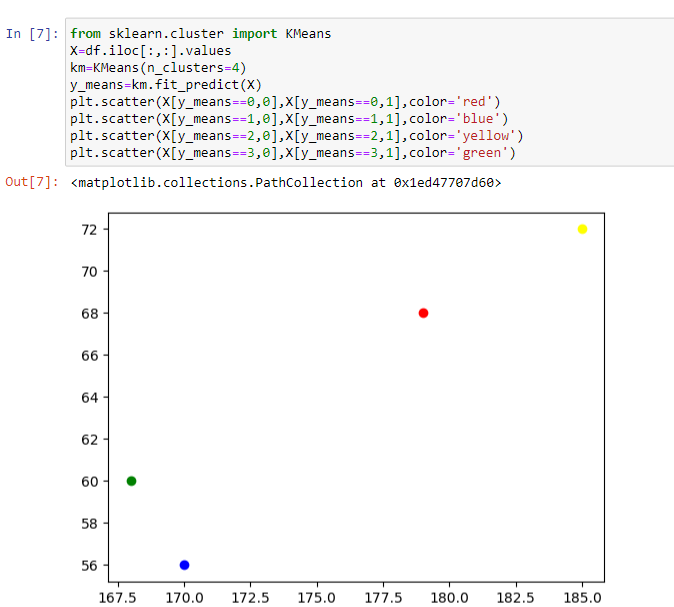 In [7]: from sklearn.cluster import KMeans
X=df.iloc[:,:].values
km=KMeans(n_clusters=4)
y_means=km.fit_predict(X)
plt.scatter(X[y_means==0,0],X[y_means==0,1],color='red')
plt.scatter(X[y_means==1,0],X[y_means==1,1],color='blue')
plt.scatter(X[y_means==2,0],X[y_means==2,1],color='yellow')
plt.scatter(X[y_means==3,0],X[y_means==3,1],color='green')
Out[7]: <matplotlib.collections.PathCollection at 0x1ed47707d60>
72
70
68
66
64
62
60
58
56
167.5 170.0 172.5 175.0 177.5 180.0 182.5 185.0